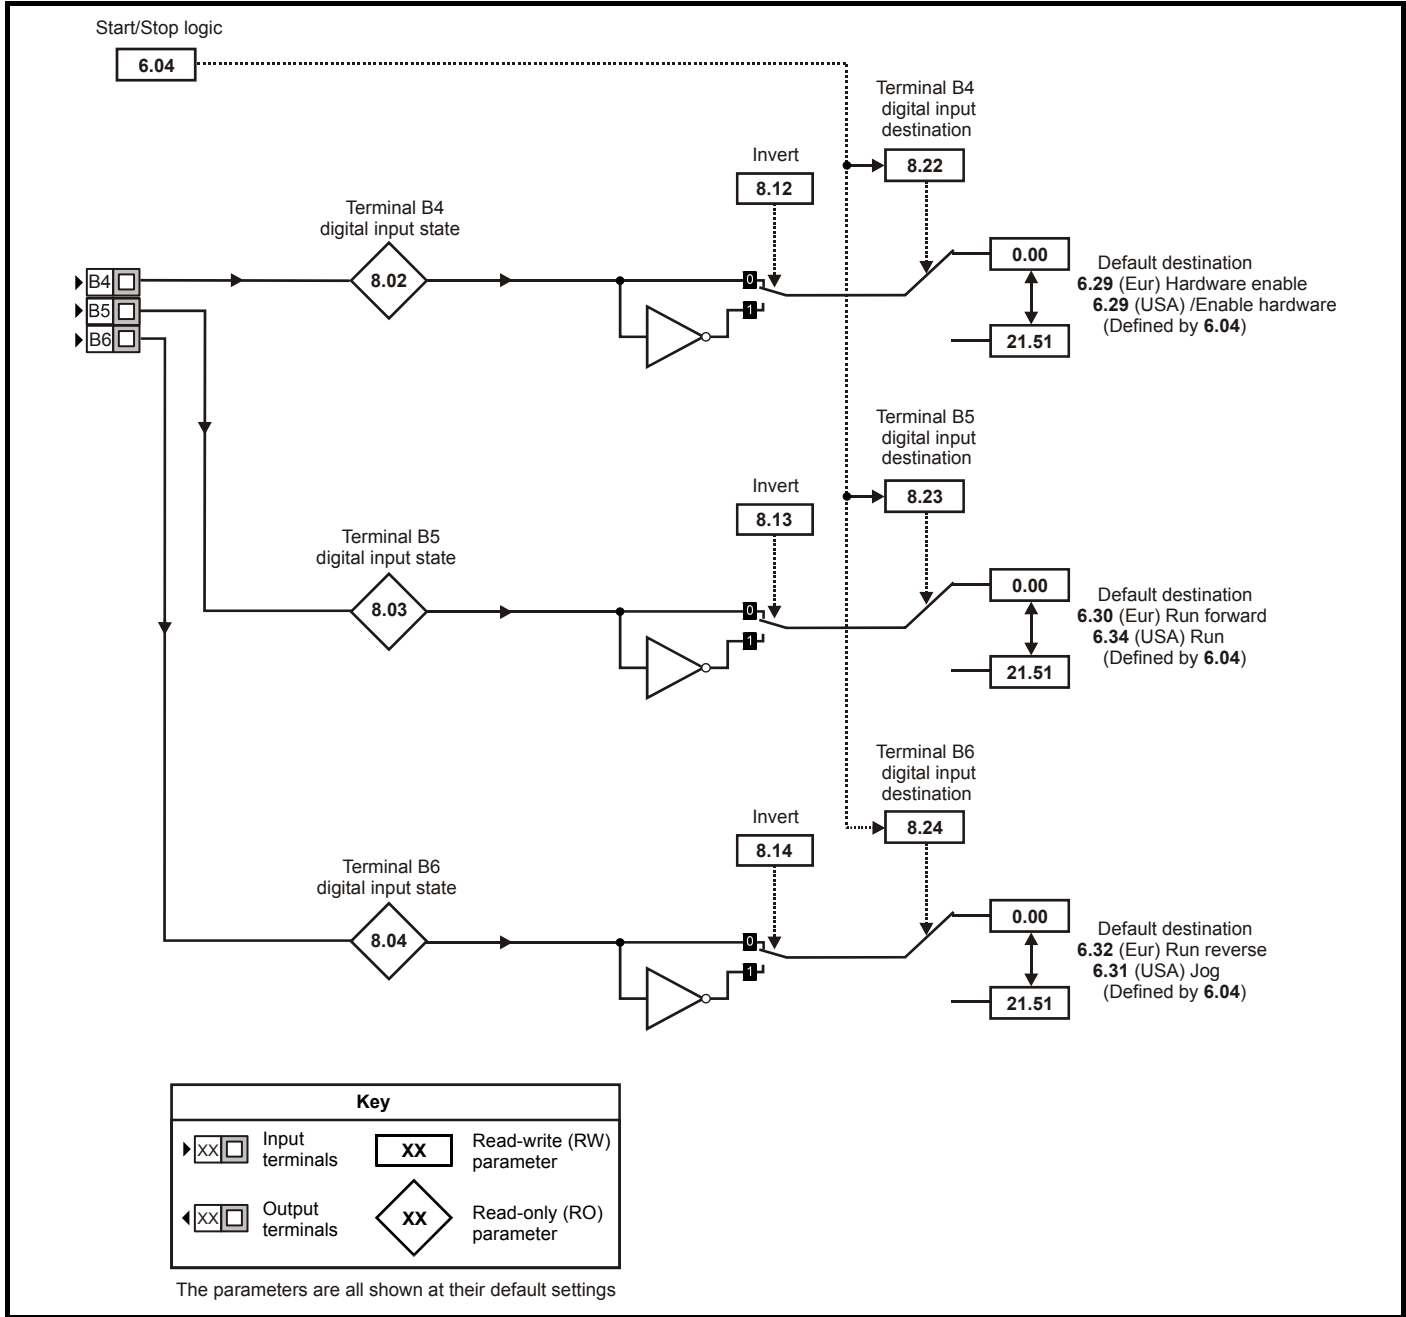 Start/Stop logic
6.04
Terminal B4
digital input
destination
8.22
Invert
8.12
Terminal B4
digital input state
8.02
B4
B5
B6
0
1
0.00
21.51
Default destination
6.29 (Eur) Hardware enable
6.29 (USA) /Enable hardware
(Defined by 6.04)
Terminal B5
digital input
destination
8.23
Invert
8.13
Terminal B5
digital input state
8.03
0
1
0.00
21.51
Default destination
6.30 (Eur) Run forward
6.34 (USA) Run
(Defined by 6.04)
Terminal B6
digital input
destination
8.24
Invert
8.14
Terminal B6
digital input state
8.04
0
1
0.00
21.51
Default destination
6.32 (Eur) Run reverse
6.31 (USA) Jog
(Defined by 6.04)
Key
XX
Input
terminals
XX
Read-write (RW)
parameter
XX
Output
terminals
XX
Read-only (RO)
parameter
The parameters are all shown at their default settings